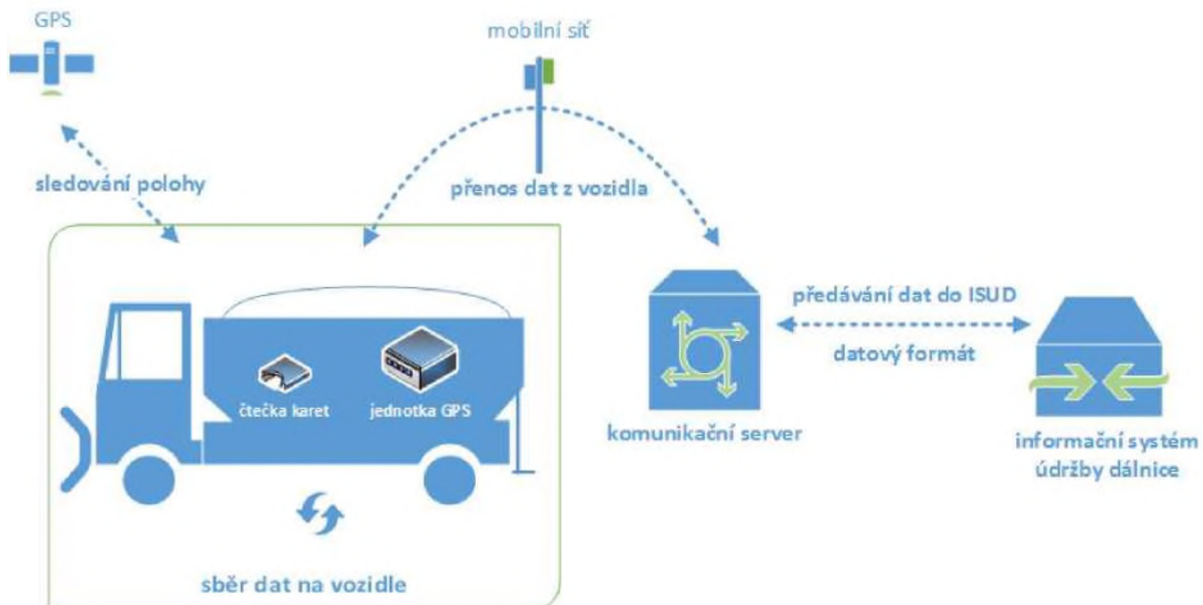 GPS
mobilní síť
sledování polohy
přenos dat z vozidla
čtečka karet
jednotka GPS
sběr dat na vozidle
komunikační server
předávání dat do ISUD
datový formát
informační systém
údržby dálnice